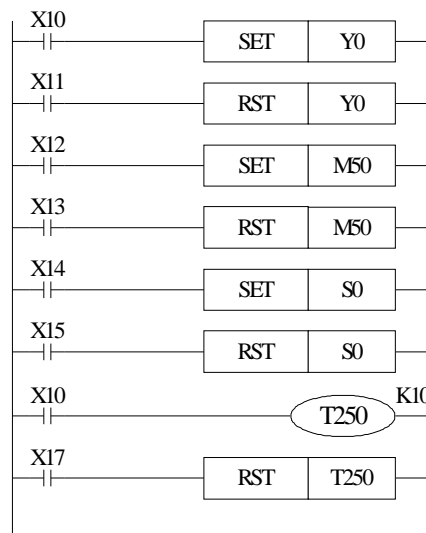 X10
SET Y0
X11
RST Y0
X12
SET M50
X13
RST M50
X14
SET S0
X15
RST S0
X10
T250 K10
X17
RST T250